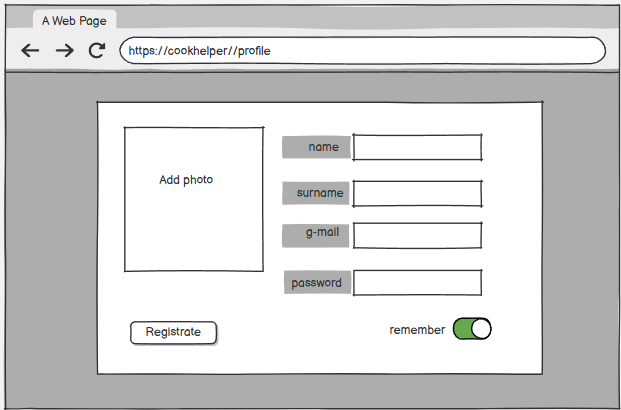 A Web Page
https://cookhelper//profile
Add photo
name
surname
g-mail
password
Registrate
remember